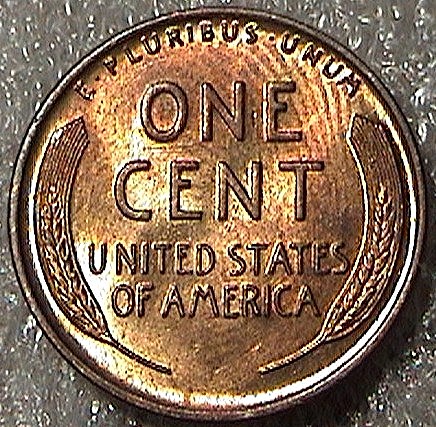 E·PLURIBUS·UNUM
ONE
CENT
UNITED STATES
OF AMERICA